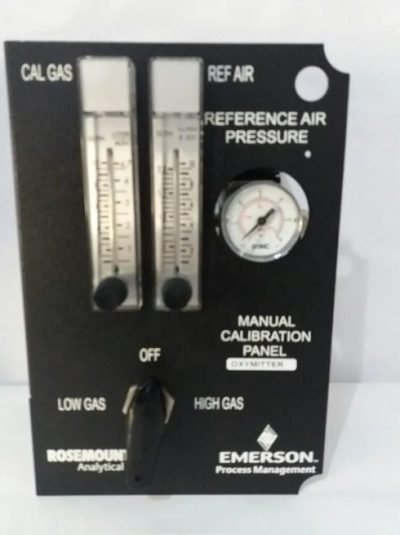 CAL GAS
REF AIR
REFERENCE AIR
PRESSURE
MANUAL
CALIBRATION
PANEL
OXYMITTER
OFF
LOW GAS
HIGH GAS
ROSEMOUNT
Analytical
EMERSON
Process Management